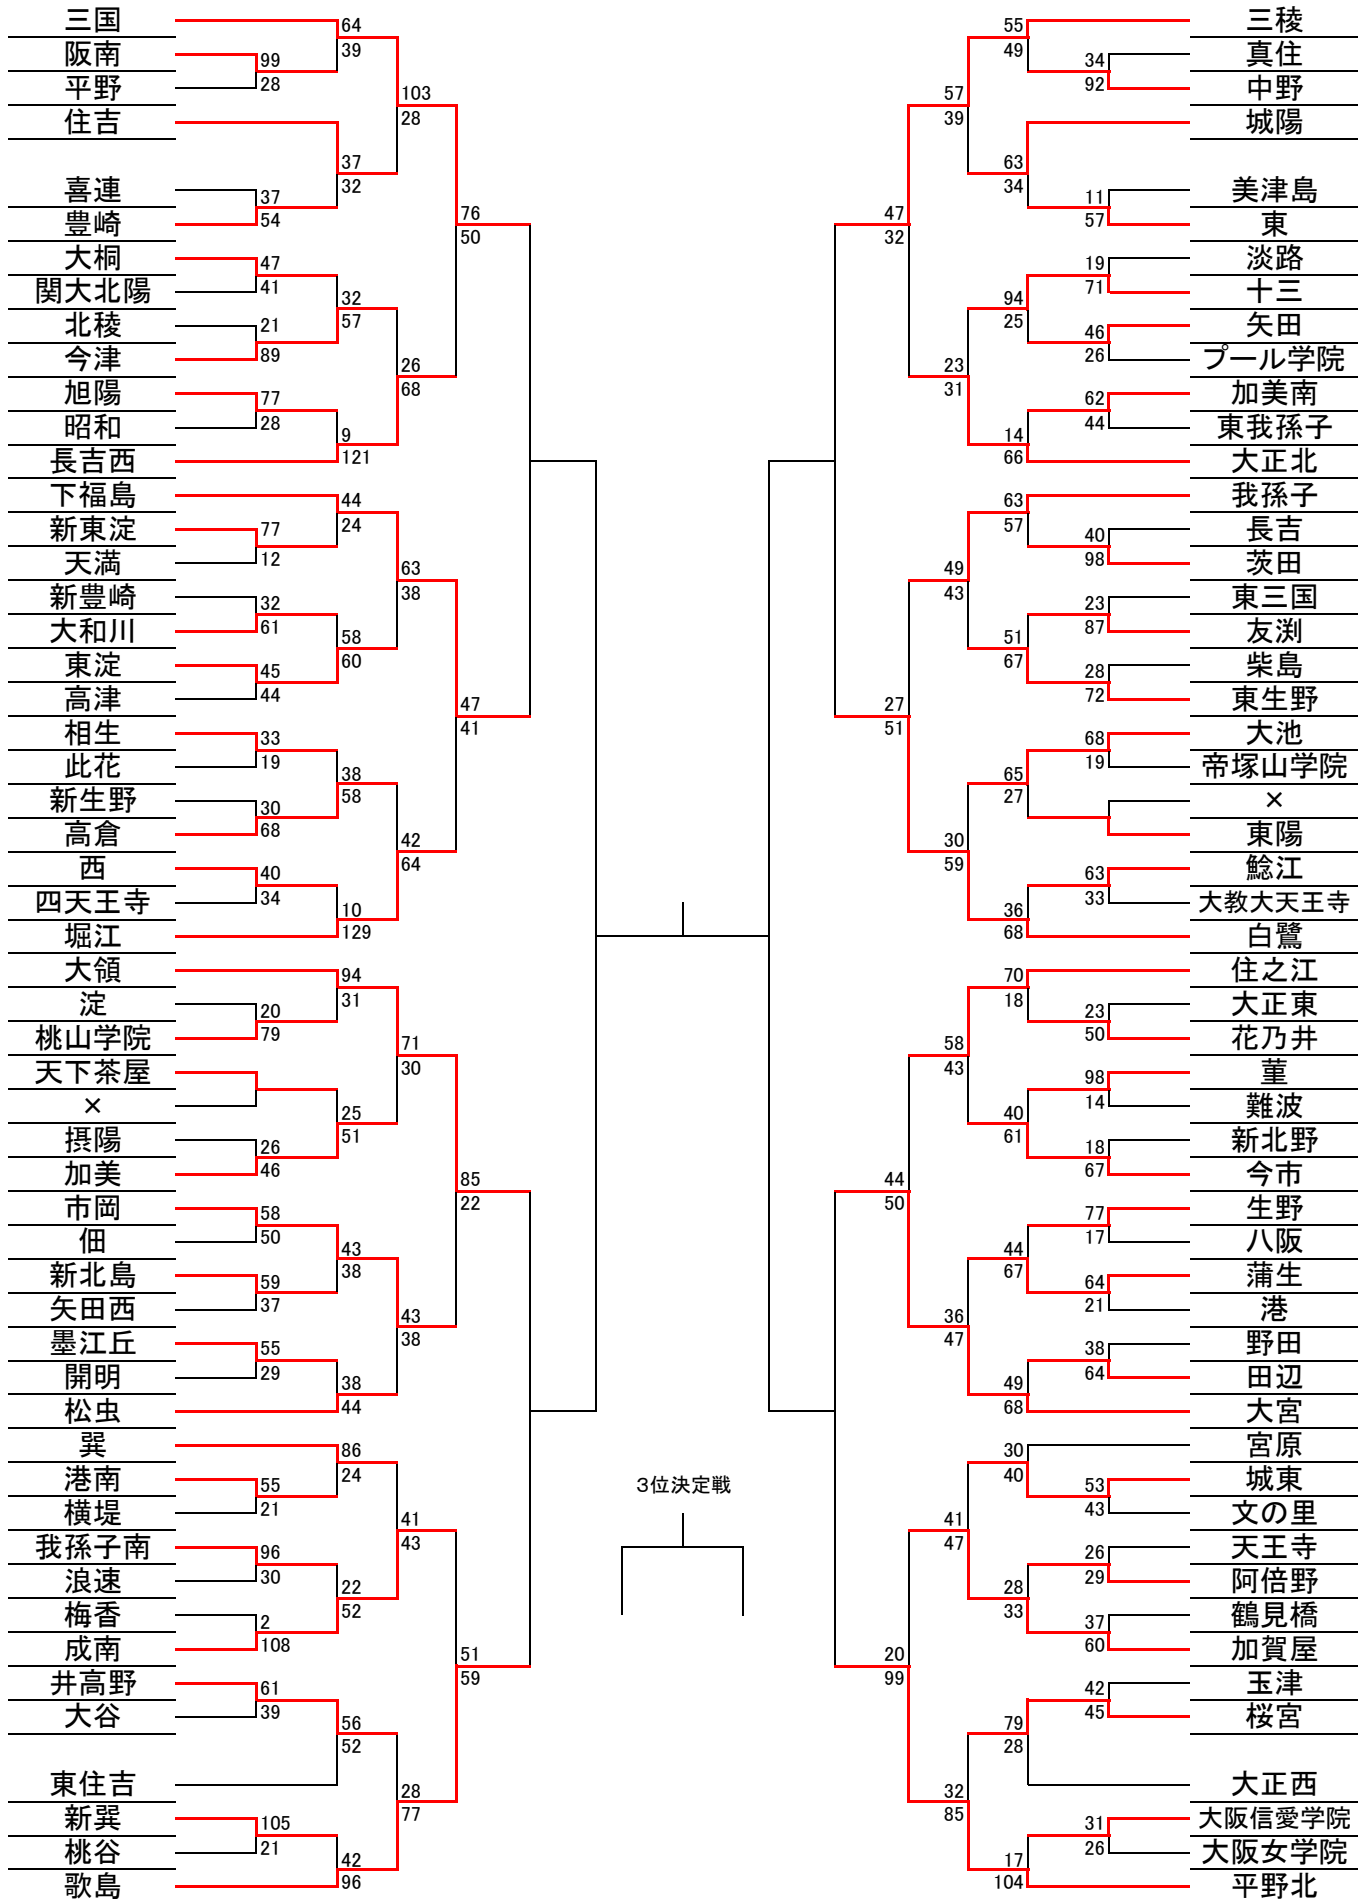 三国
阪南
平野
住吉
喜連
豊崎
大桐
関大北陽
北稜
今津
旭陽
昭和
長吉西
下福島
新東淀
天満
新豊崎
大和川
東淀
高津
相生
此花
新生野
高倉
西
四天王寺
堀江
大領
淀
桃山学院
天下茶屋
×
摂陽
加美
市岡
佃
新北島
矢田西
墨江丘
開明
松虫
巽
港南
横堤
我孫子南
浪速
梅香
成南
井高野
大谷
東住吉
新巽
桃谷
歌島
99
28
37
54
47
41
21
89
77
28
77
12
32
61
45
44
33
19
30
68
40
34
20
79
26
46
58
50
59
37
55
29
55
21
96
30
2
108
61
39
105
21
64
39
37
32
32
57
9
121
44
24
58
60
38
58
10
129
94
31
25
51
43
38
38
44
86
24
22
52
56
52
42
96
103
28
26
68
63
38
42
64
71
30
43
38
41
43
28
77
76
50
47
41
85
22
51
59
3位決定戦
47
32
27
51
44
50
20
99
57
39
23
31
49
43
30
59
58
43
36
47
41
47
32
85
55
49
63
34
94
25
14
66
63
57
51
67
65
27
36
68
70
18
40
61
44
67
49
68
30
40
28
33
79
28
17
104
34
92
11
57
19
71
46
26
62
44
40
98
23
87
28
72
68
19
63
33
23
50
98
14
18
67
77
17
64
21
38
64
53
43
26
29
37
60
42
45
31
26
三稜
真住
中野
城陽
美津島
東
淡路
十三
矢田
プール学院
加美南
東我孫子
大正北
我孫子
長吉
茨田
東三国
友渕
柴島
東生野
大池
帝塚山学院
×
東陽
鯰江
大教大天王寺
白鷺
住之江
大正東
花乃井
菫
難波
新北野
今市
生野
八阪
蒲生
港
野田
田辺
大宮
宮原
城東
文の里
天王寺
阿倍野
鶴見橋
加賀屋
玉津
桜宮
大正西
大阪信愛学院
大阪女学院
平野北